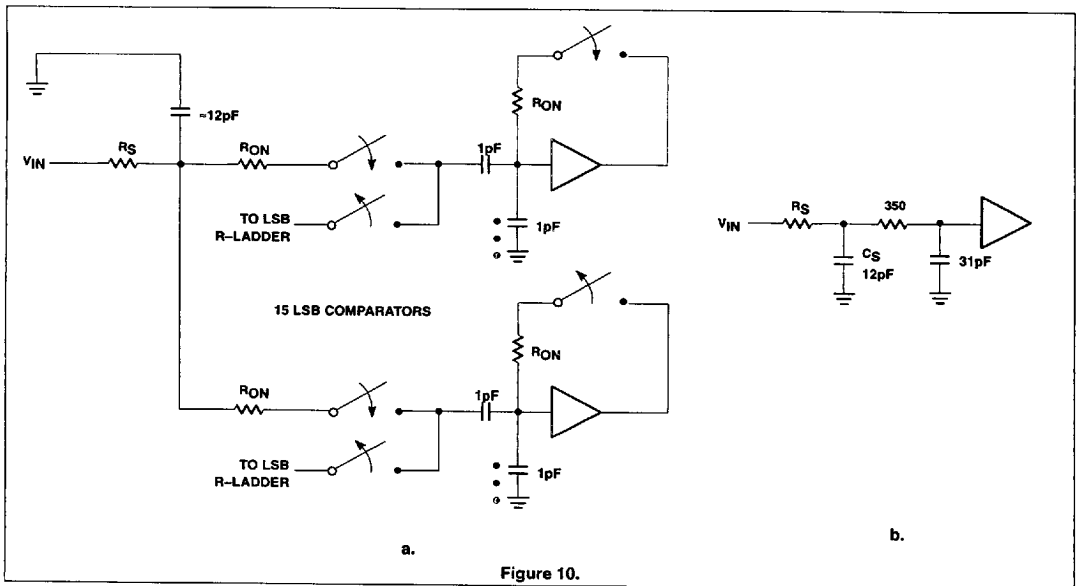 ≈12pF
VIN
RS
RON
TO LSB
R–LADDER
1pF
RON
1pF
15 LSB COMPARATORS
RON
TO LSB
R–LADDER
1pF
RON
1pF
a.
VIN
RS
350
CS
12pF
31pF
b.
Figure 10.